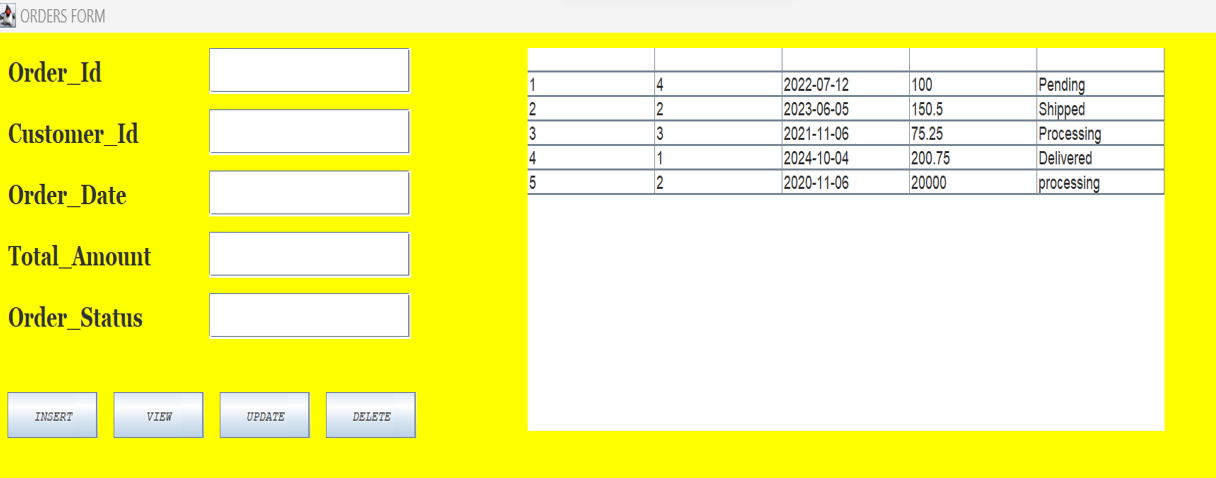 ORDERS FORM
Order_Id
Customer_Id
Order_Date
Total_Amount
Order_Status
INSERT VIEW UPDATE DELETE
1 4 2022-07-12 100 Pending
2 2 2023-06-05 150.5 Shipped
3 3 2021-11-06 75.25 Processing
4 1 2024-10-04 200.75 Delivered
5 2 2020-11-06 20000 processing